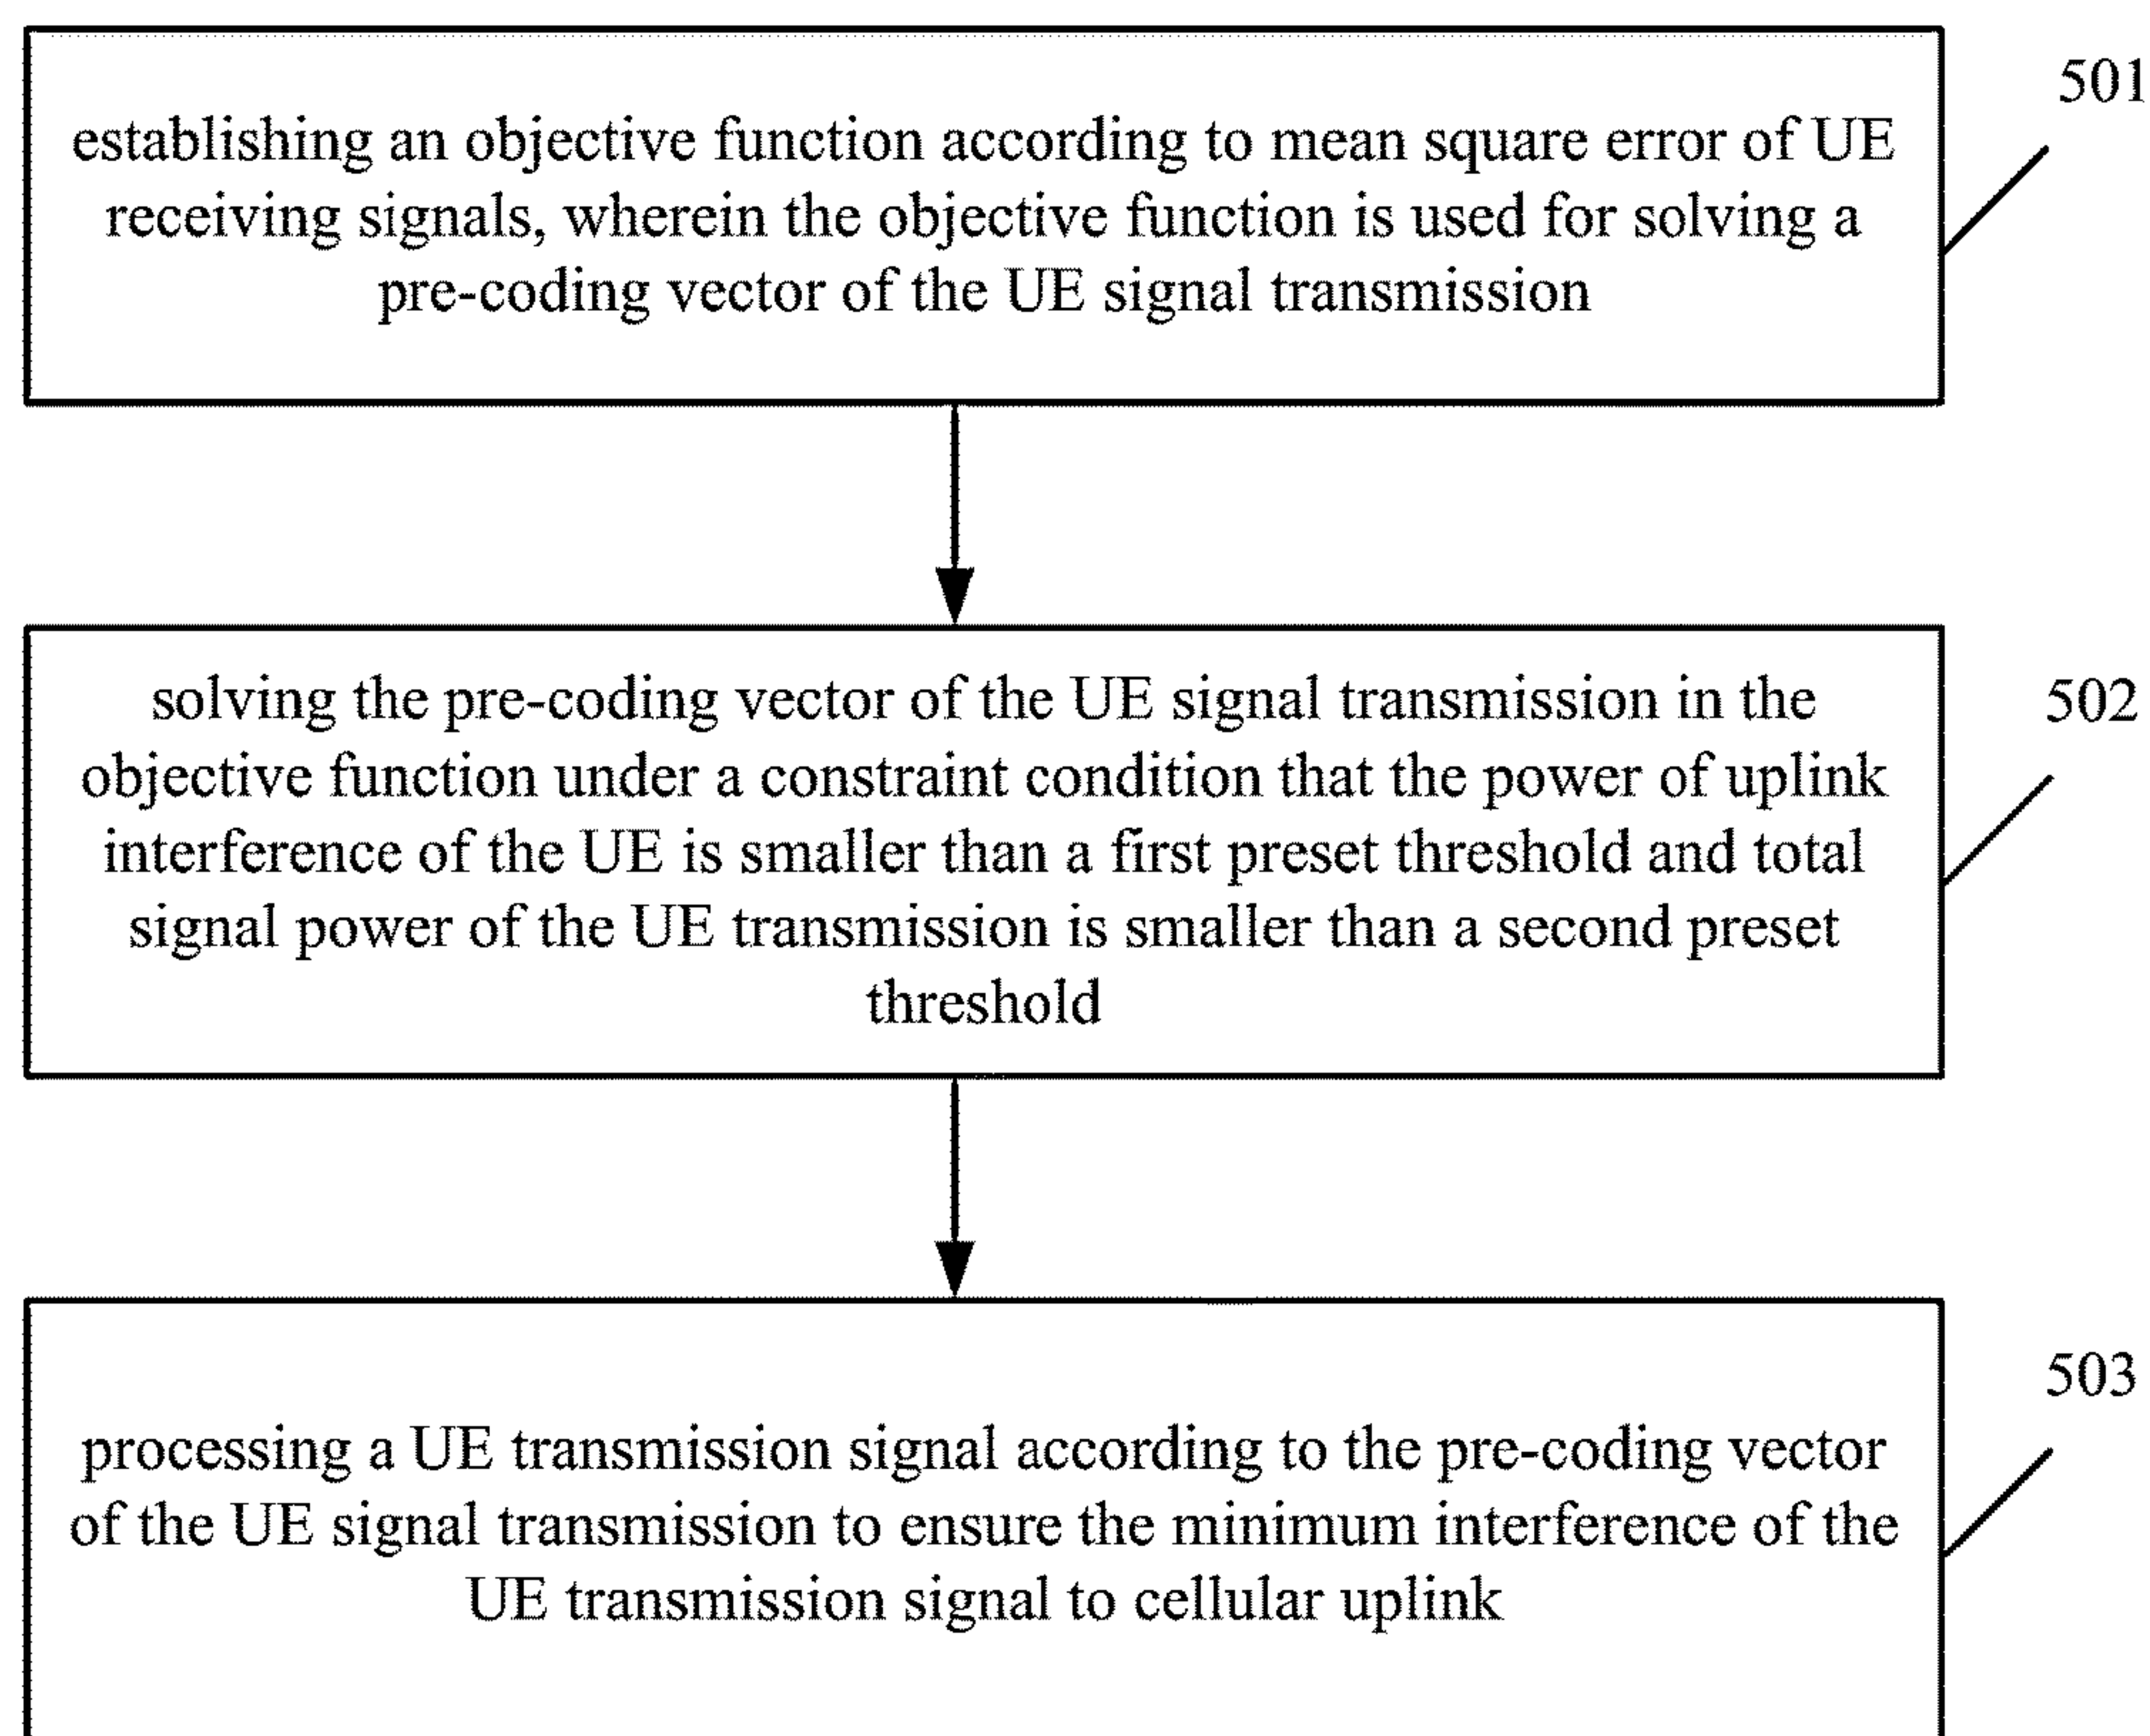 501
establishing an objective function according to mean square error of UE
receiving signals, wherein the objective function is used for solving a
pre-coding vector of the UE signal transmission
502
solving the pre-coding vector of the UE signal transmission in the
objective function under a constraint condition that the power of uplink
interference of the UE is smaller than a first preset threshold and total
signal power of the UE transmission is smaller than a second preset
threshold
503
processing a UE transmission signal according to the pre-coding vector
of the UE signal transmission to ensure the minimum interference of the
UE transmission signal to cellular uplink